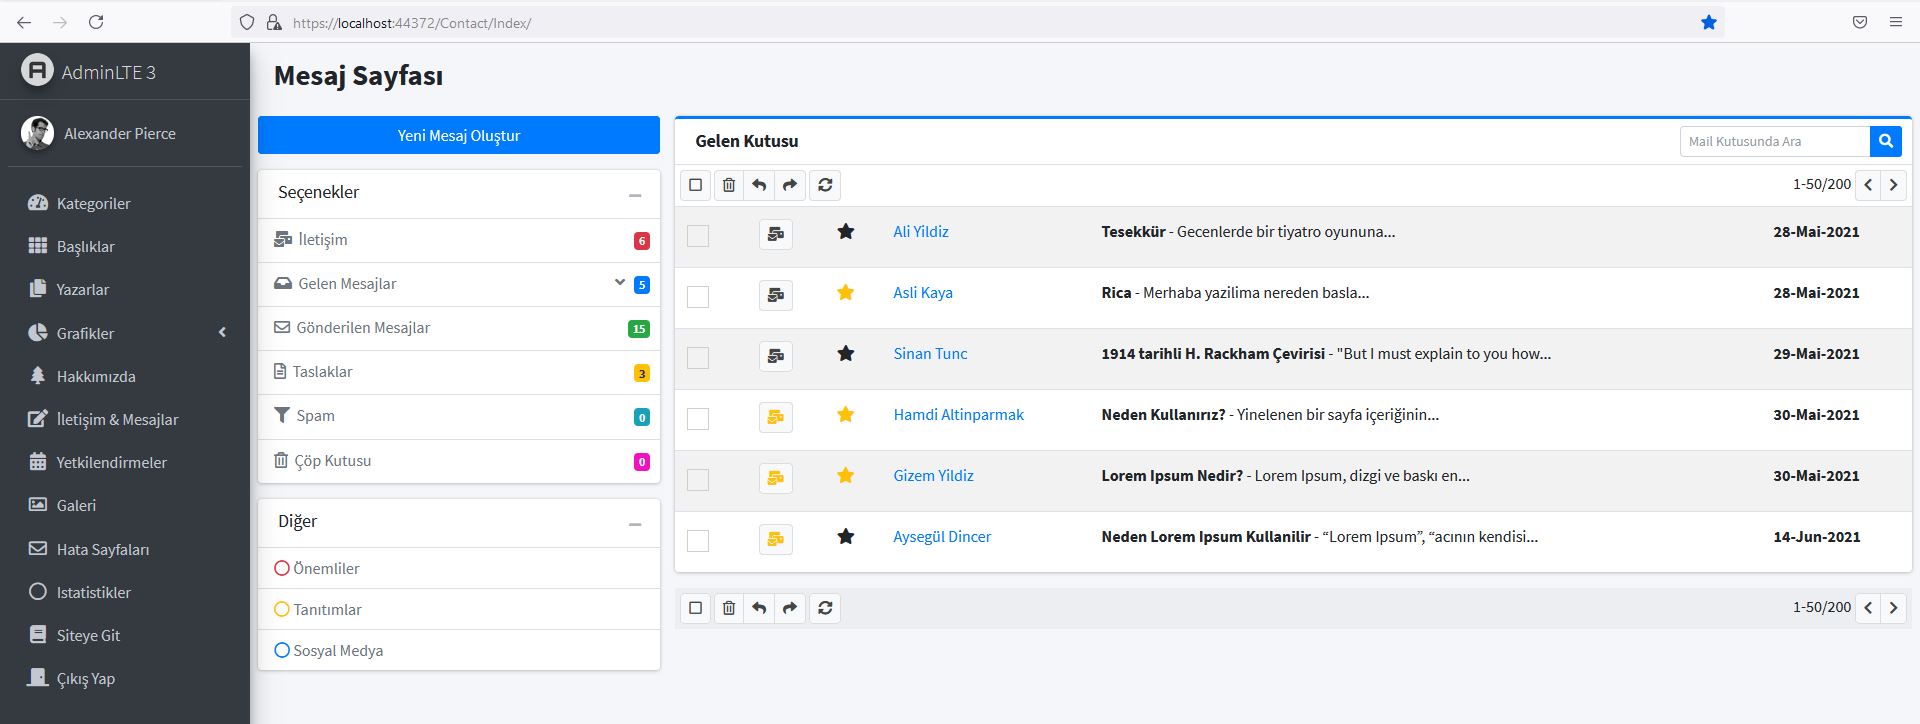 https://localhost:44372/Contact/Index/
AdminLTE 3
Alexander Pierce
Kategoriler
Başlıklar
Yazarlar
Grafikler
Hakkımızda
İletişim & Mesajlar
Yetkilendirmeler
Galeri
Hata Sayfaları
Istatistikler
Siteye Git
Çıkış Yap
Mesaj Sayfası
Yeni Mesaj Oluştur
Seçenekler
İletişim 6
Gelen Mesajlar 5
Gönderilen Mesajlar 15
Taslaklar 3
Spam 0
Çöp Kutusu 0
Diğer
Önemliler
Tanıtımlar
Sosyal Medya
Gelen Kutusu
Mail Kutusunda Ara
1-50/200
Ali Yildiz Tesekkür - Gecenlerde bir tiyatro oyununa... 28-Mai-2021
Asli Kaya Rica - Merhaba yazilima nereden basla... 28-Mai-2021
Sinan Tunc 1914 tarihli H. Rackham Çevirisi - "But I must explain to you how... 29-Mai-2021
Hamdi Altinparmak Neden Kullanırız? - Yinelenen bir sayfa içeriğinin... 30-Mai-2021
Gizem Yildiz Lorem Ipsum Nedir? - Lorem Ipsum, dizgi ve baskı en... 30-Mai-2021
Aysegül Dincer Neden Lorem Ipsum Kullanilir - “Lorem Ipsum”, “acının kendisi... 14-Jun-2021
1-50/200